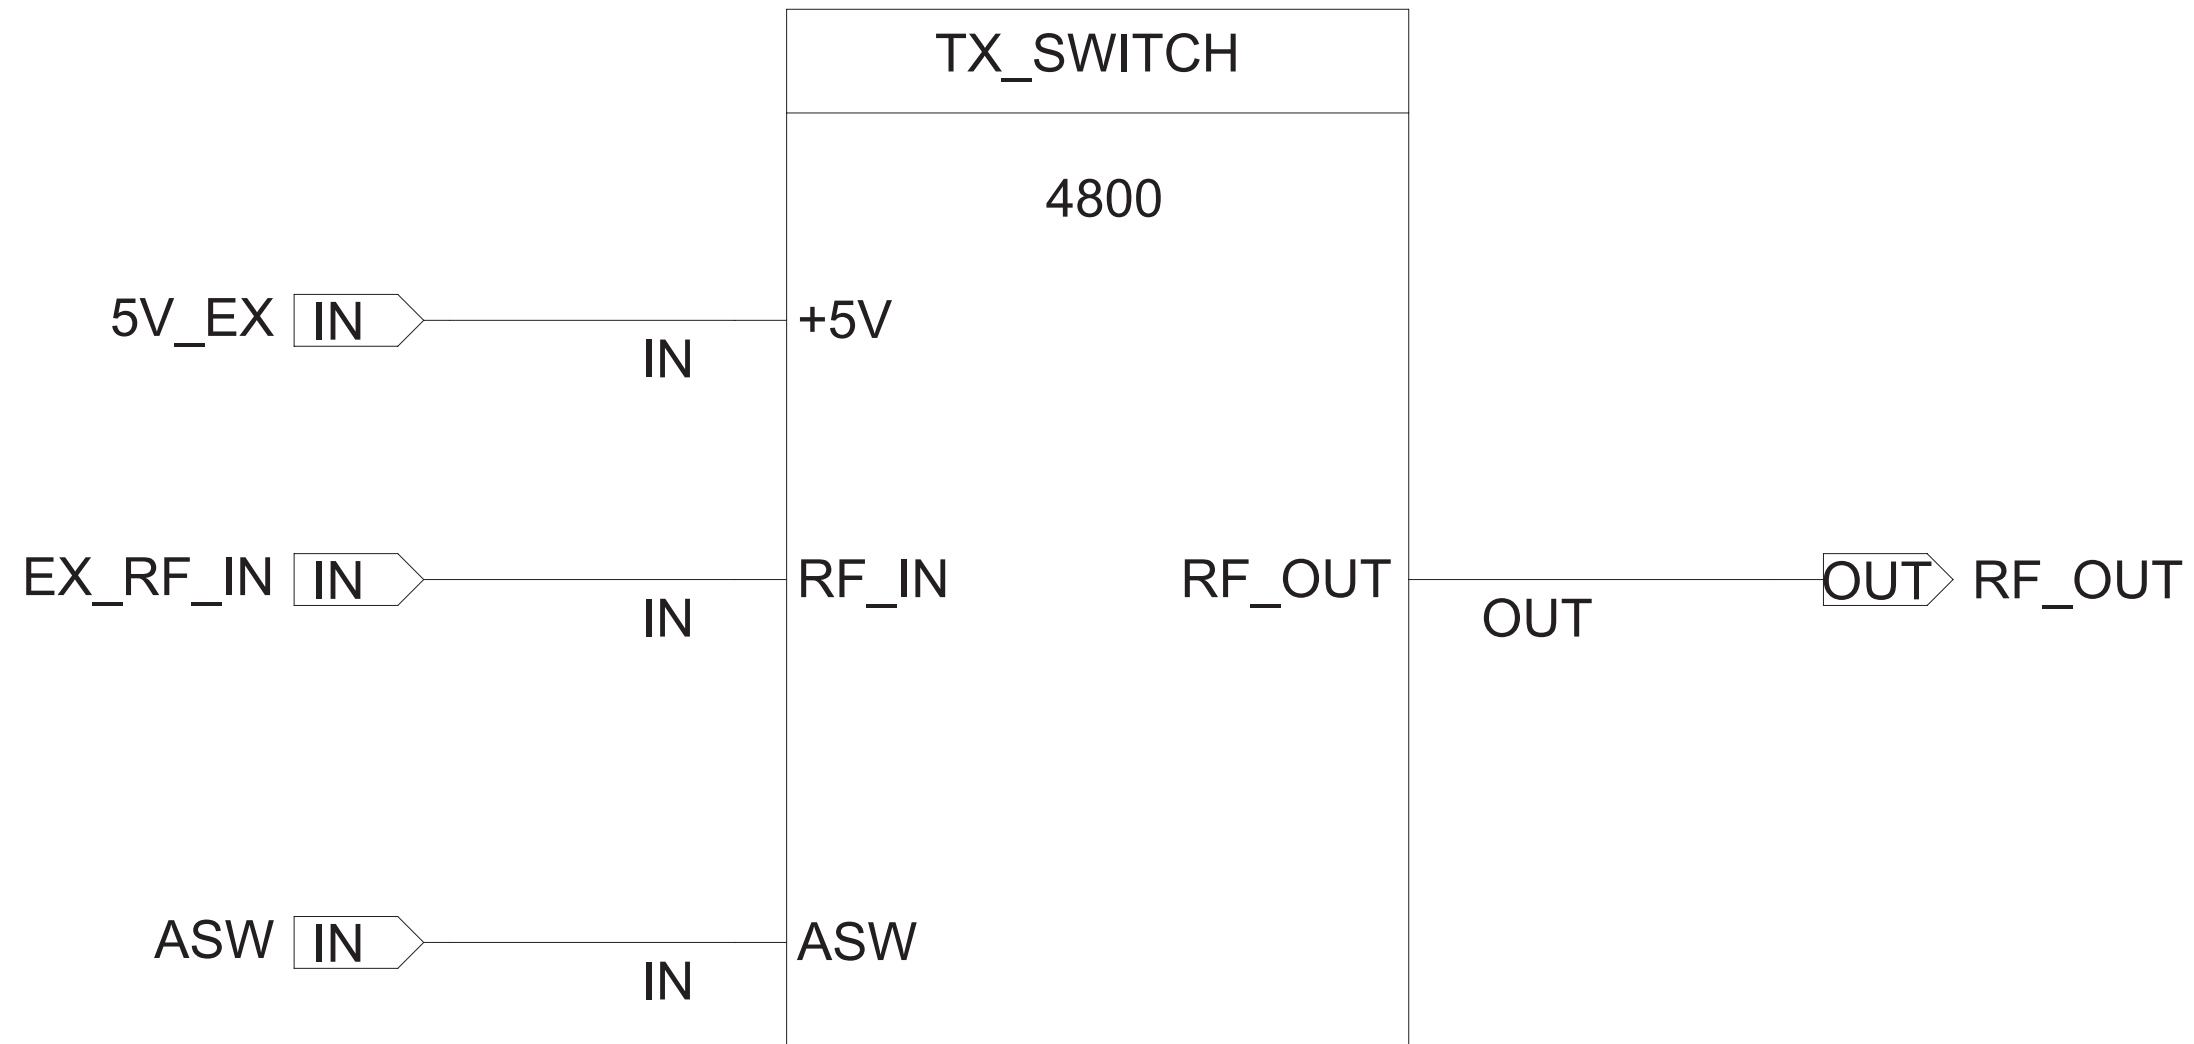 TX_SWITCH
4800
5V_EX IN +5V
IN
EX_RF_IN IN RF_IN RF_OUT OUT RF_OUT
IN OUT
ASW IN ASW
IN